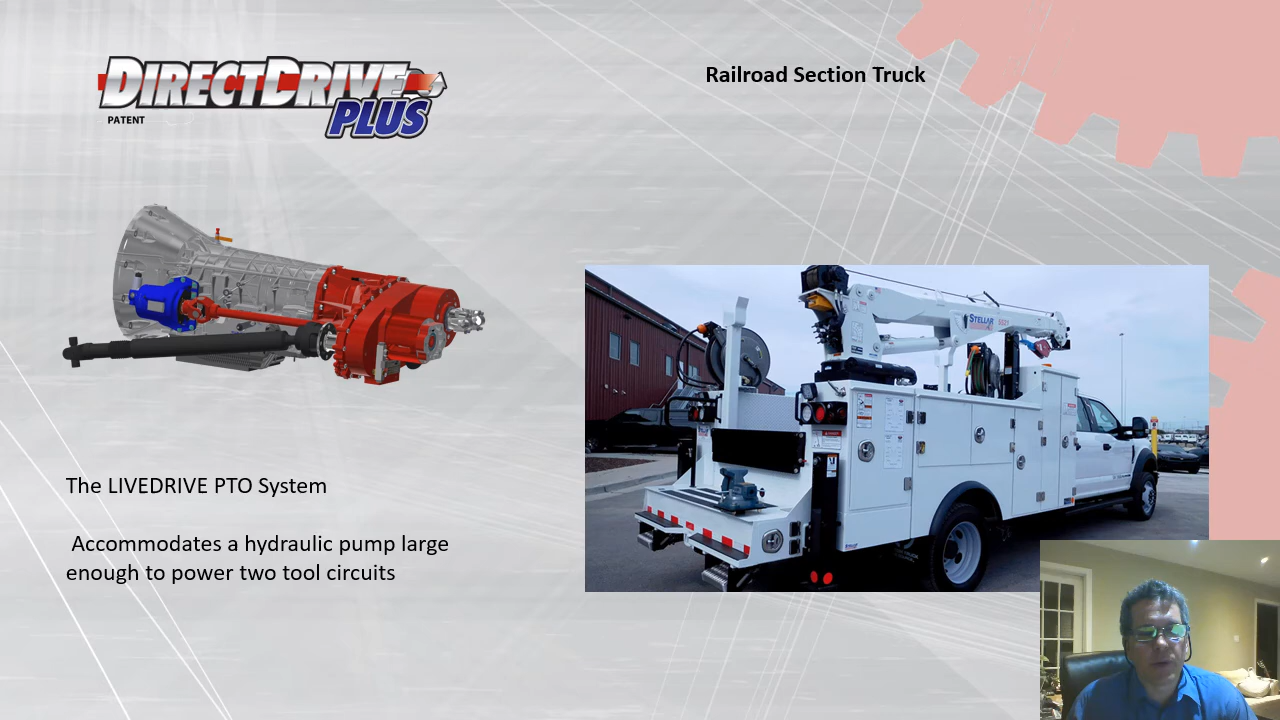 DIRECTDRIVE
PLUS
PATENT
Railroad Section Truck
STELLAR
The LIVEDRIVE PTO System
Accommodates a hydraulic pump large
enough to power two tool circuits